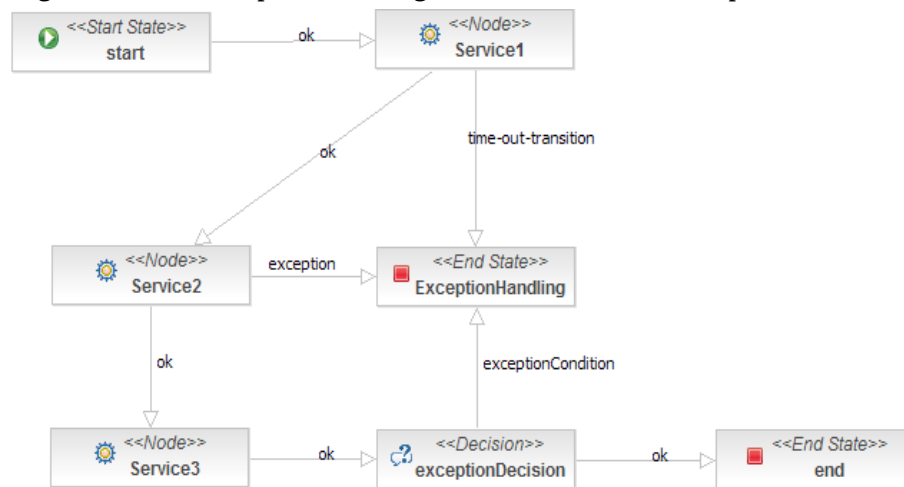 <<Start State>>
start
ok
<<Node>>
Service1
ok
time-out-transition
<<Node>>
Service2
exception
<<End State>>
ExceptionHandling
ok
exceptionCondition
<<Node>>
Service3
ok
<<Decision>>
exceptionDecision
ok
<<End State>>
end